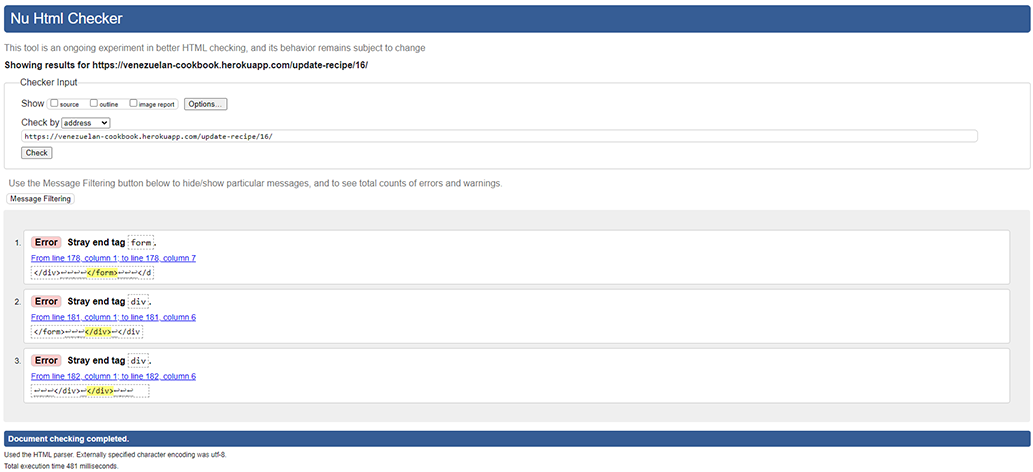 Nu Html Checker
This tool is an ongoing experiment in better HTML checking, and its behavior remains subject to change
Showing results for https://venezuelan-cookbook.herokuapp.com/update-recipe/16/
Checker Input
Show source outline image report Options...
Check by address
https://venezuelan-cookbook.herokuapp.com/update-recipe/16/
Check
Use the Message Filtering button below to hide/show particular messages, and to see total counts of errors and warnings.
Message Filtering
1. Error Stray end tag form.
From line 178, column 1; to line 178, column 7
</div>↩↩↩↩</form>↩↩↩</d
2. Error Stray end tag div.
From line 181, column 1; to line 181, column 6
</form>↩↩↩</div>↩</div
3. Error Stray end tag div.
From line 182, column 1; to line 182, column 6
↩↩↩</div>↩</div>↩↩↩
Document checking completed.
Used the HTML parser. Externally specified character encoding was utf-8.
Total execution time 481 milliseconds.